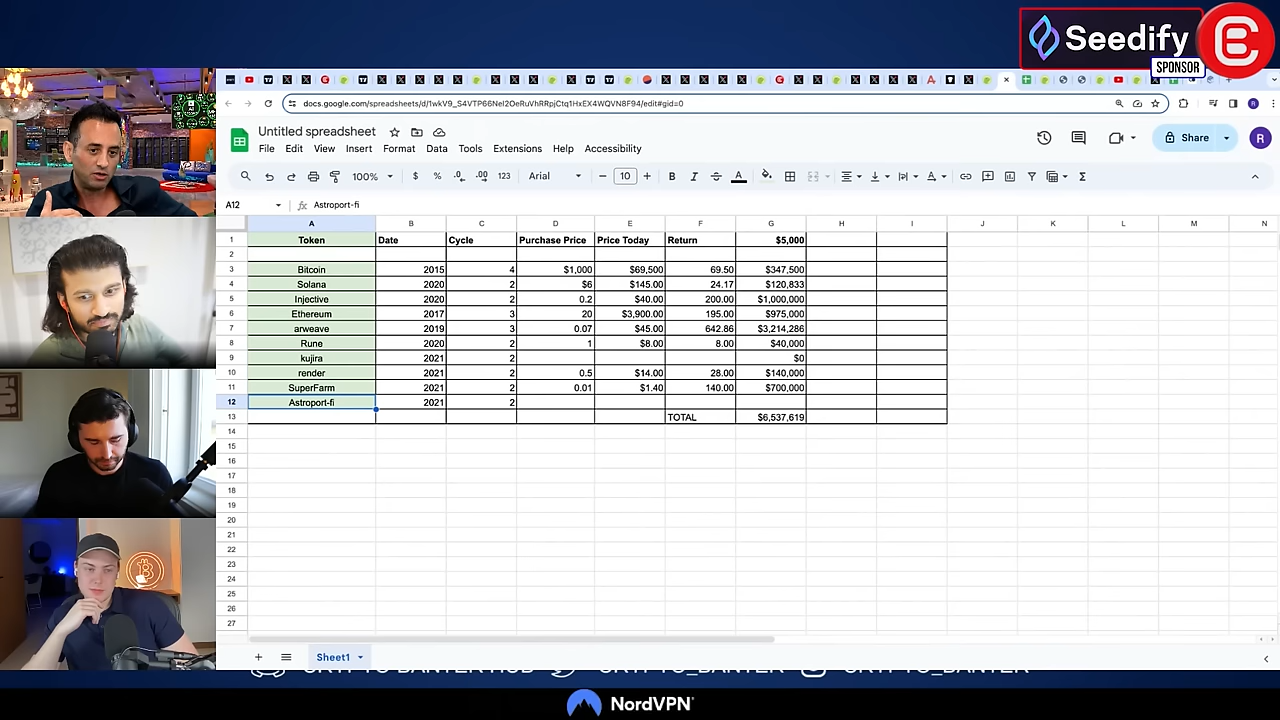 Seedify
SPONSOR
docs.google.com/spreadsheets/d/1wkV9_S4VTP66Nel2OeRuVhRRpjCtq1HxEX4WQVN8F94/edit#gid=0
Untitled spreadsheet
File Edit View Insert Format Data Tools Extensions Help Accessibility
Share
R
100% $ % .0 .00 123 Arial 10 B I A
A12 fx Astroport-fi
A B C D E F G H I J K L M N
1 Token Date Cycle Purchase Price Price Today Return $5,000
2
3 Bitcoin 2015 4 $1,000 $69,500 69.50 $347,500
4 Solana 2020 2 $6 $145.00 24.17 $120,833
5 Injective 2020 2 0.2 $40.00 200.00 $1,000,000
6 Ethereum 2017 3 20 $3,900.00 195.00 $975,000
7 arweave 2019 3 0.07 $45.00 642.86 $3,214,286
8 Rune 2020 2 1 $8.00 8.00 $40,000
9 kujira 2021 2 $0
10 render 2021 2 0.5 $14.00 28.00 $140,000
11 SuperFarm 2021 2 0.01 $1.40 140.00 $700,000
12 Astroport-fi 2021 2
13 TOTAL $6,537,619
14
15
16
17
18
19
20
21
22
23
24
25
26
27
Sheet1
NordVPN